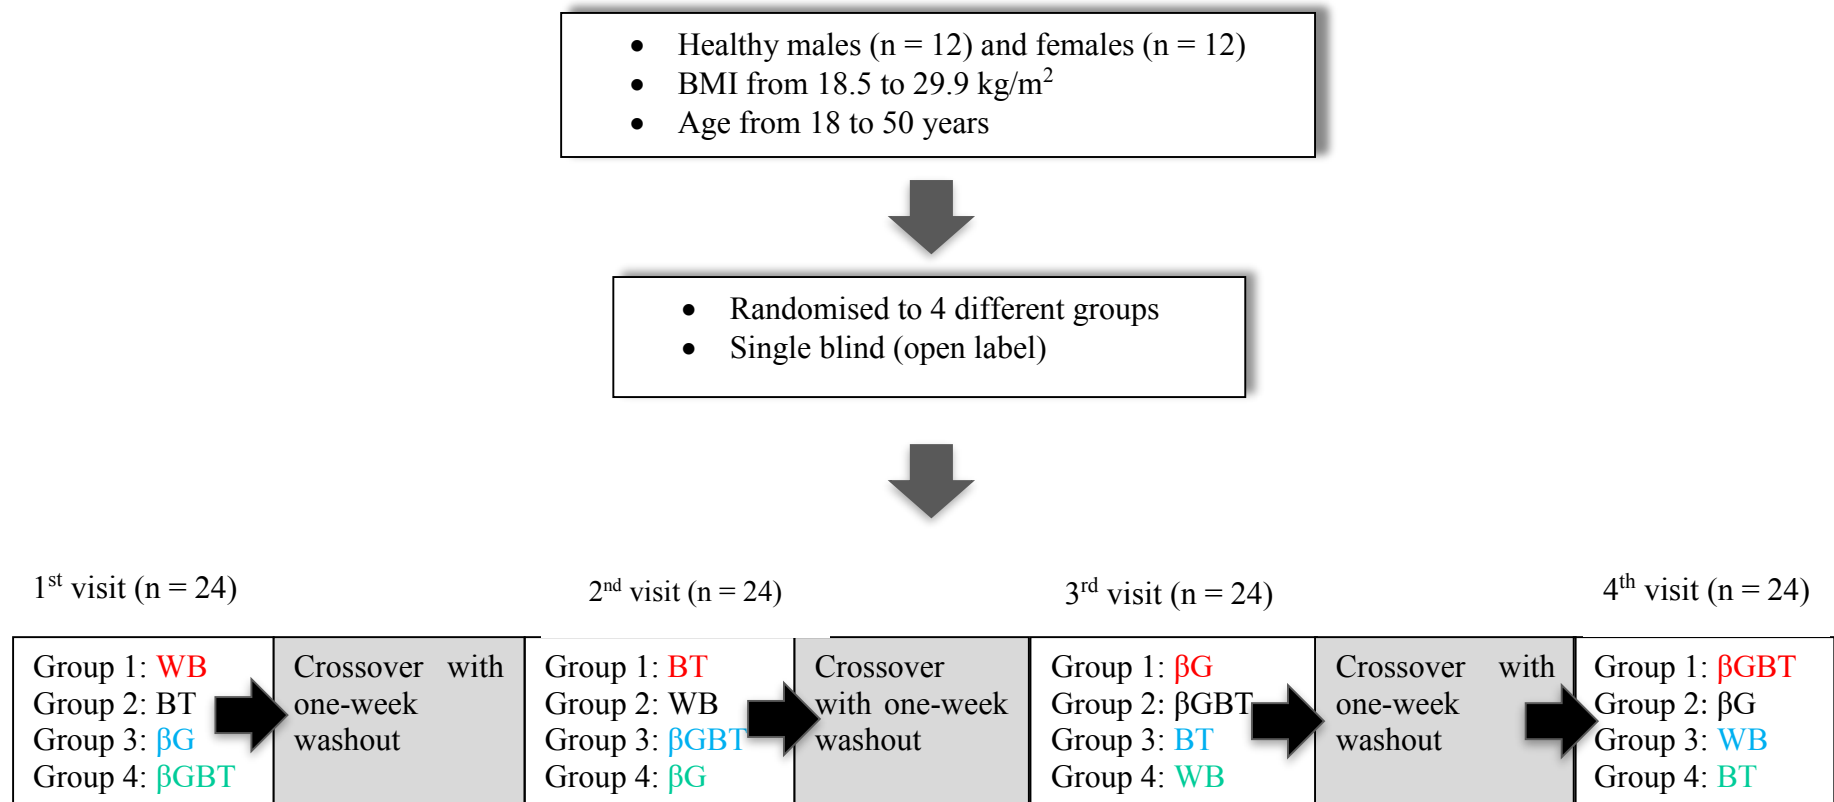 • Healthy males (n = 12) and females (n = 12)
• BMI from 18.5 to 29.9 kg/m²
• Age from 18 to 50 years
• Randomised to 4 different groups
• Single blind (open label)
1st visit (n = 24)
2nd visit (n = 24)
3rd visit (n = 24)
4th visit (n = 24)
Group 1: WB
Group 2: BT
Group 3: βG
Group 4: βGBT
Crossover with
one-week
washout
Group 1: BT
Group 2: WB
Group 3: βGBT
Group 4: βG
Crossover
with one-week
washout
Group 1: βG
Group 2: βGBT
Group 3: BT
Group 4: WB
Crossover with
one-week
washout
Group 1: βGBT
Group 2: βG
Group 3: WB
Group 4: BT